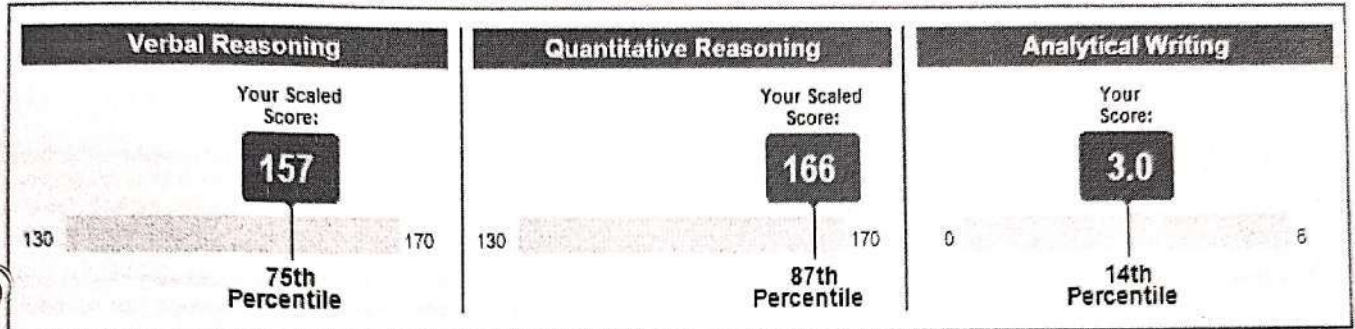 Verbal Reasoning
Your Scaled
Score:
157
130
170
75th
Percentile
Quantitative Reasoning
Your Scaled
Score:
166
130
170
87th
Percentile
Analytical Writing
Your
Score:
3.0
0
6
14th
Percentile